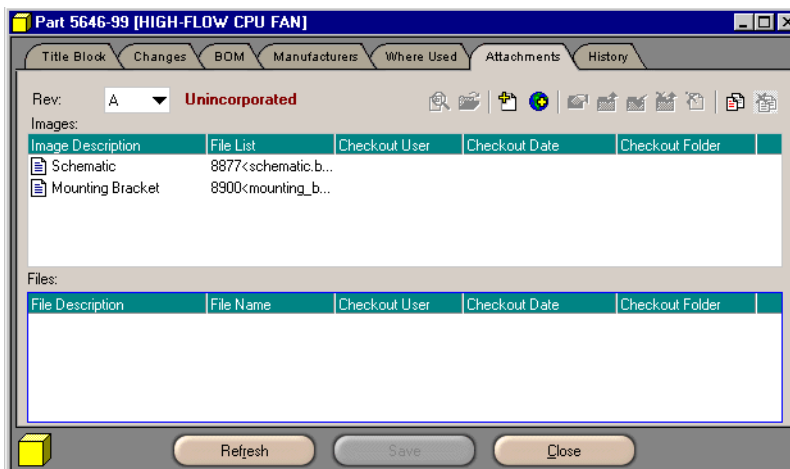 Part 5646-99 [HIGH-FLOW CPU FAN]
Title Block Changes BOM Manufacturers Where Used Attachments History
Rev: A Unincorporated
Images:
Image Description File List Checkout User Checkout Date Checkout Folder
Schematic 8877<schematic.b...
Mounting Bracket 8900<mounting_b...
Files:
File Description File Name Checkout User Checkout Date Checkout Folder
Refresh Save Close